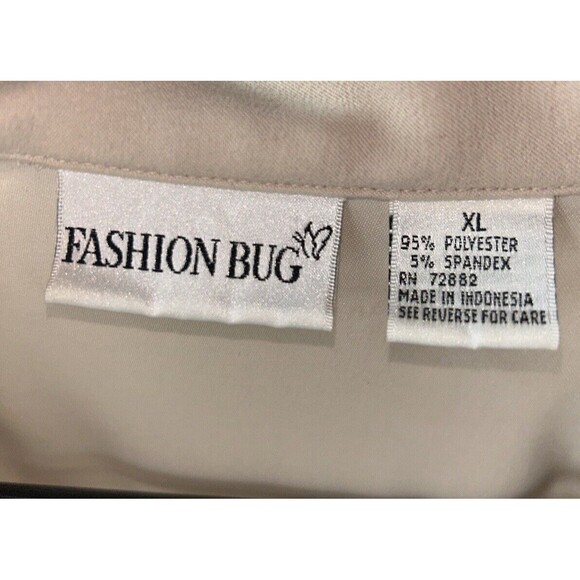 FASHION BUG
XL
95% POLYESTER
5% SPANDEX
RN 72882
MADE IN INDONESIA
SEE REVERSE FOR CARE